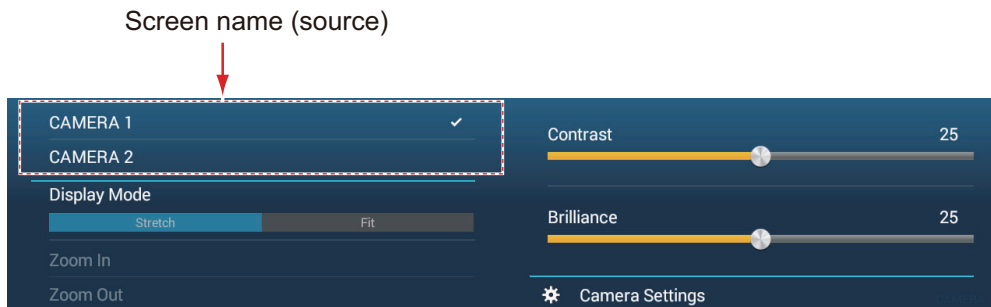 Screen name (source)
CAMERA 1
CAMERA 2
Display Mode
Stretch Fit
Zoom In
Zoom Out
Contrast 25
Brilliance 25
Camera Settings